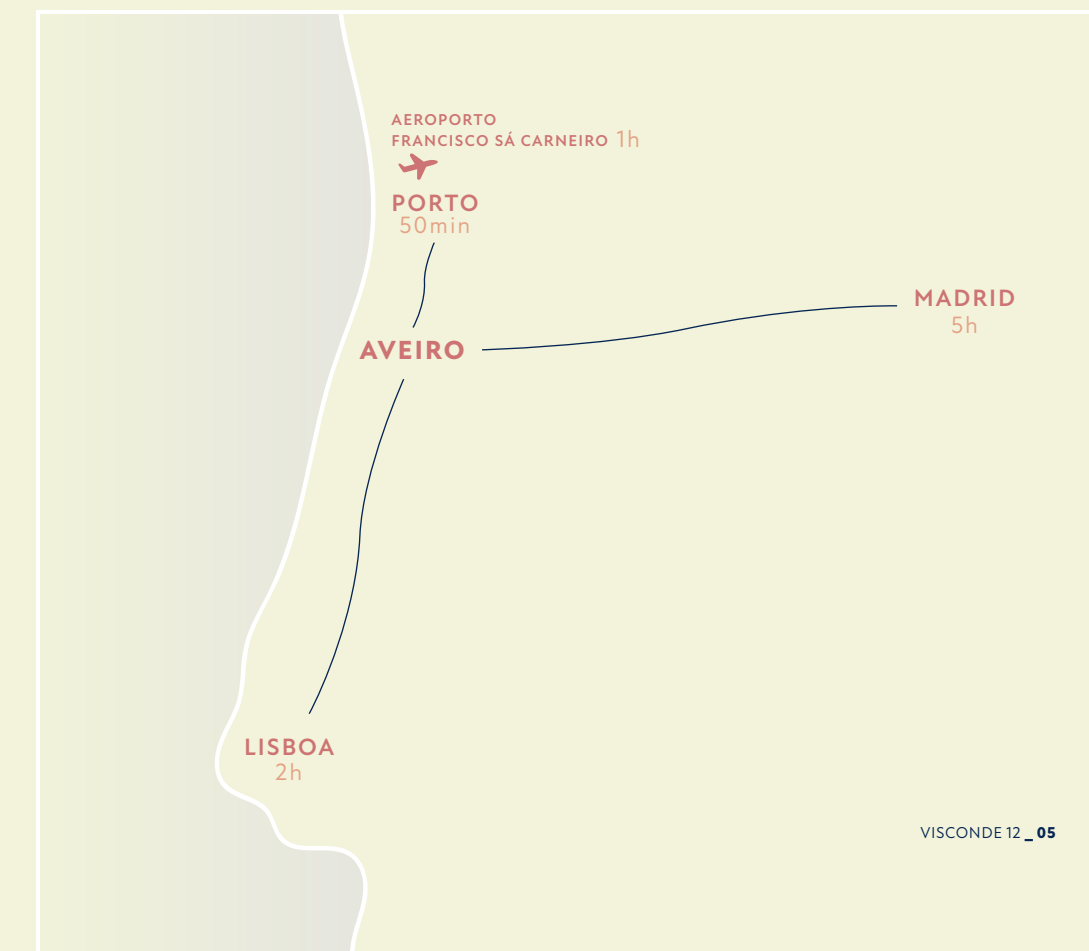 AEROPORTO
FRANCISCO SÁ CARNEIRO 1h
PORTO
50min
MADRID
5h
AVEIRO
LISBOA
2h
VISCONDE 12 _ 05